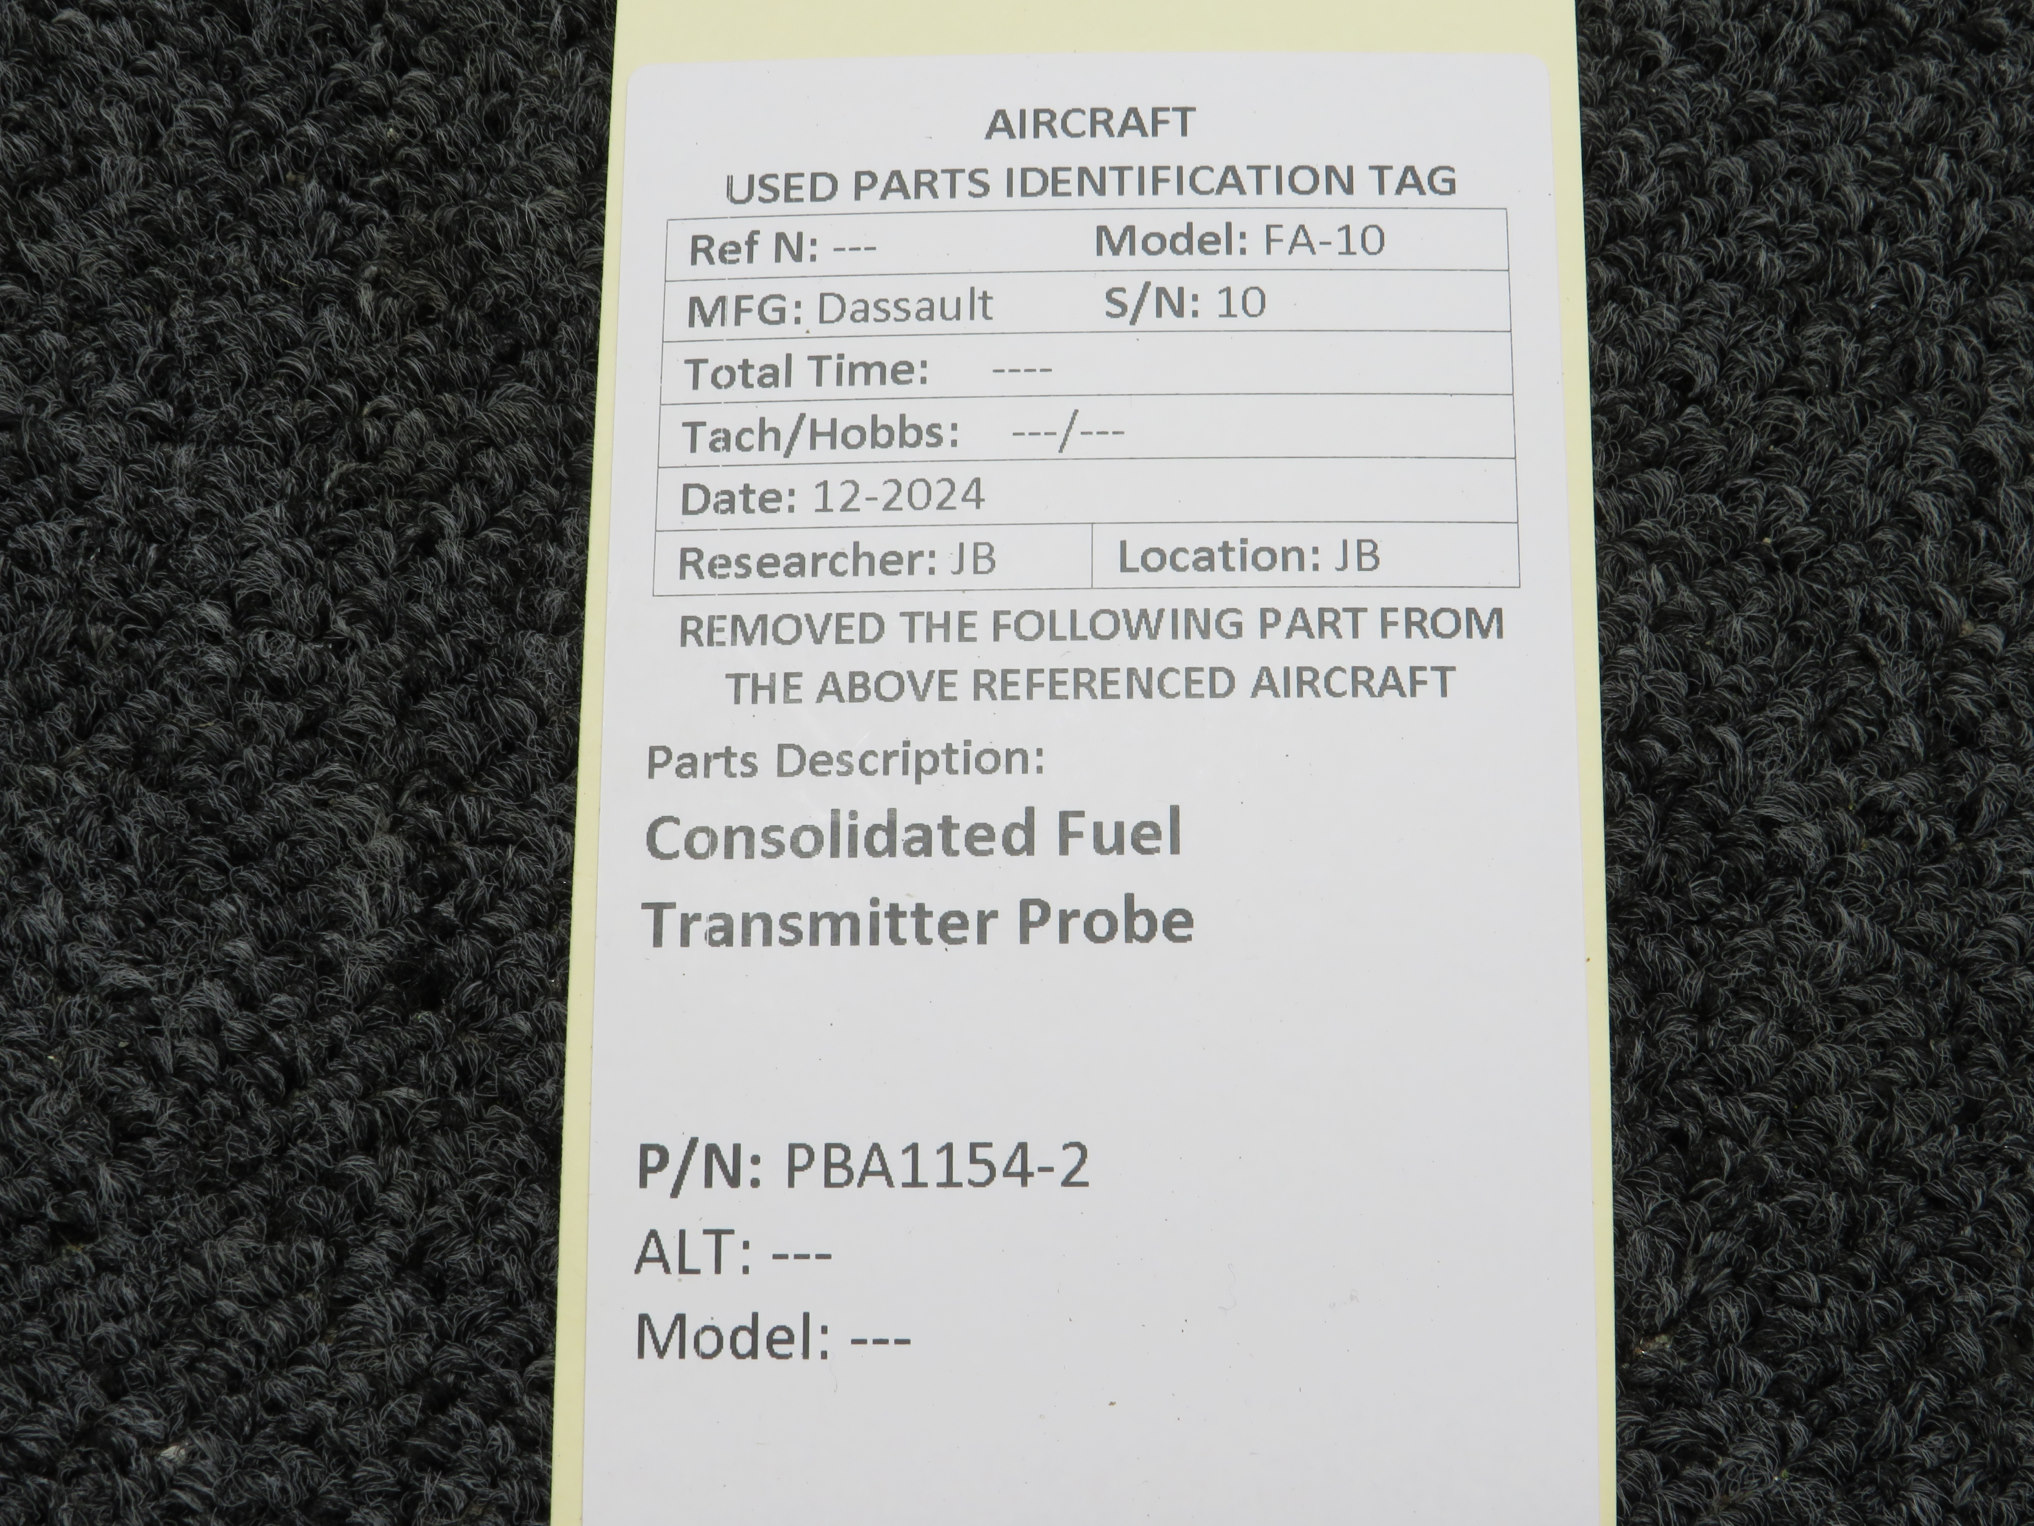 AIRCRAFT
USED PARTS IDENTIFICATION TAG
Ref N: --- Model: FA-10
MFG: Dassault S/N: 10
Total Time: ----
Tach/Hobbs: ---/---
Date: 12-2024
Researcher: JB Location: JB
REMOVED THE FOLLOWING PART FROM
THE ABOVE REFERENCED AIRCRAFT
Parts Description:
Consolidated Fuel
Transmitter Probe
P/N: PBA1154-2
ALT: ---
Model: ---